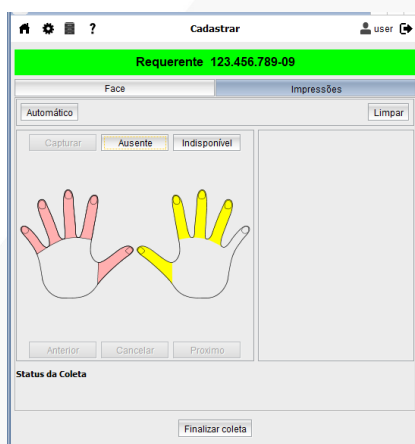 ? Cadastrar user
Requerente 123.456.789-09
Face Impressões
Automático Limpar
Capturar Ausente Indisponível
Anterior Cancelar Proximo
Status da Coleta
Finalizar coleta